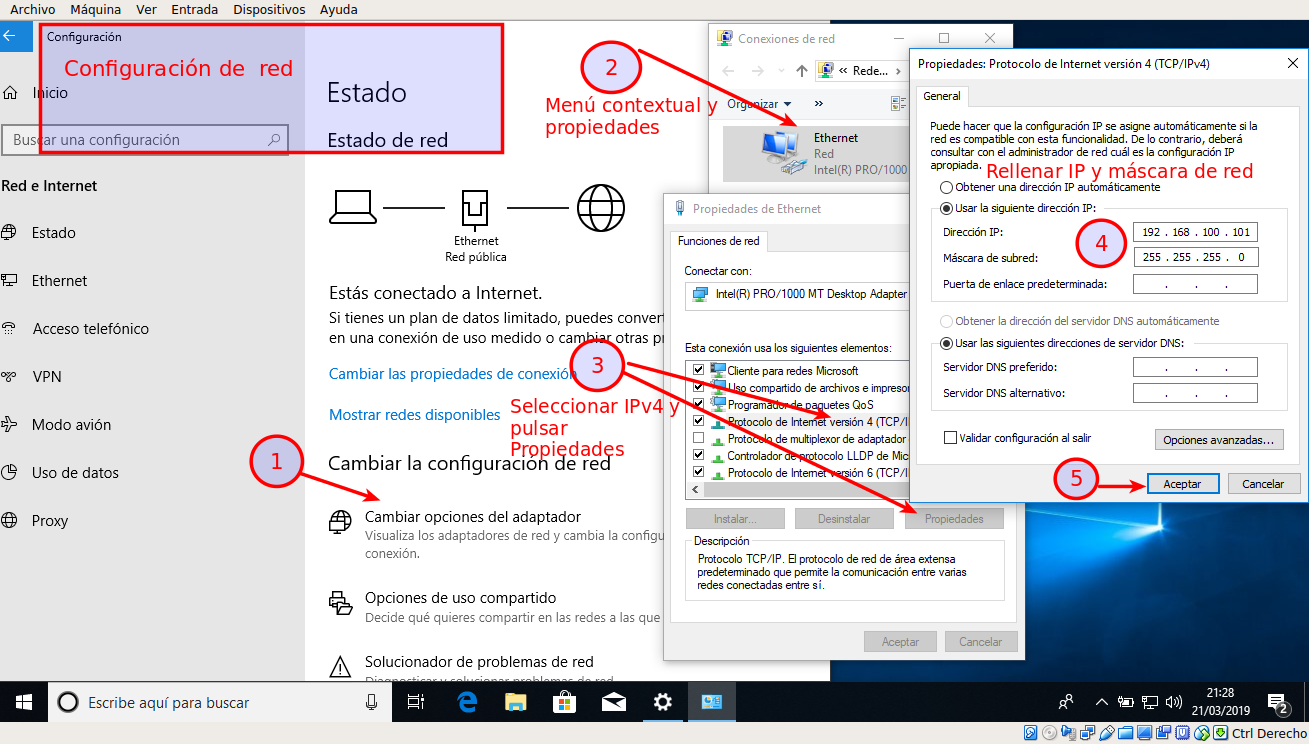 Archivo Máquina Ver Entrada Dispositivos Ayuda
Configuración
Configuración de red
Inicio
Buscar una configuración
Red e Internet
Estado
Ethernet
Acceso telefónico
VPN
Modo avión
Uso de datos
Proxy
Estado
Estado de red
Ethernet
Red pública
Estás conectado a Internet.
Si tienes un plan de datos limitado, puedes convert
en una conexión de uso medido o cambiar otras p
Cambiar las propiedades de conexión
Mostrar redes disponibles
Cambiar la configuración de red
1
Cambiar opciones del adaptador
Visualiza los adaptadores de red y cambia la configu
conexión.
Opciones de uso compartido
Decide qué quieres compartir en las redes a las que
Solucionador de problemas de red
Diagnosticar y solucionar problemas de red
2
Menú contextual y
propiedades
Conexiones de red
« Rede... ›
Organizar
»
Ethernet
Red
Intel(R) PRO/1000
Propiedades de Ethernet
Funciones de red
Conectar con:
Intel(R) PRO/1000 MT Desktop Adapter
Esta conexión usa los siguientes elementos:
Cliente para redes Microsoft
Uso compartido de archivos e impresor
Programador de paquetes QoS
Protocolo de Internet versión 4 (TCP/I
Protocolo de multiplexor de adaptador
Controlador de protocolo LLDP de Mic
Protocolo de Internet versión 6 (TCP/I
3
Seleccionar IPv4 y
pulsar
Propiedades
Instalar... Desinstalar Propiedades
Descripción
Protocolo TCP/IP. El protocolo de red de área extensa
predeterminado que permite la comunicación entre varias
redes conectadas entre sí.
Aceptar Cancelar
Propiedades: Protocolo de Internet versión 4 (TCP/IPv4)
General
Puede hacer que la configuración IP se asigne automáticamente si la
red es compatible con esta funcionalidad. De lo contrario, deberá
consultar con el administrador de red cuál es la configuración IP
apropiada.
Rellenar IP y máscara de red
Obtener una dirección IP automáticamente
Usar la siguiente dirección IP:
4
Dirección IP: 192 . 168 . 100 . 101
Máscara de subred: 255 . 255 . 255 . 0
Puerta de enlace predeterminada: . . .
Obtener la dirección del servidor DNS automáticamente
Usar las siguientes direcciones de servidor DNS:
Servidor DNS preferido: . . .
Servidor DNS alternativo: . . .
Validar configuración al salir
Opciones avanzadas...
5
Aceptar Cancelar
Escribe aquí para buscar
21:28
21/03/2019
2
Ctrl Derecho